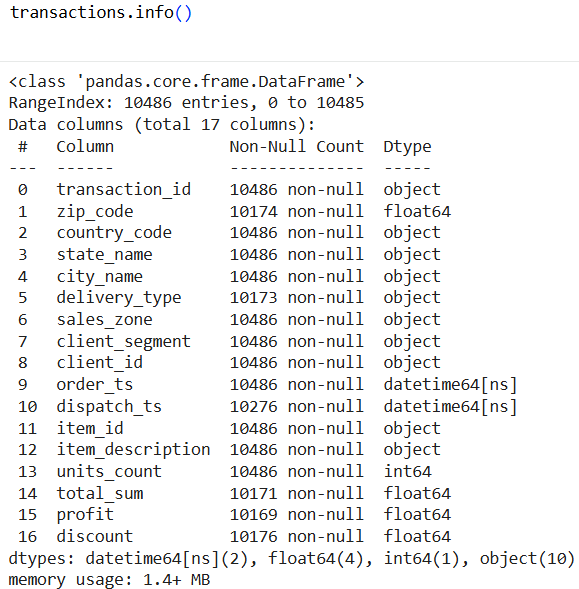 transactions.info()
<class 'pandas.core.frame.DataFrame'>
RangeIndex: 10486 entries, 0 to 10485
Data columns (total 17 columns):
 #   Column            Non-Null Count  Dtype
---  ------            --------------  -----
 0   transaction_id    10486 non-null  object
 1   zip_code          10174 non-null  float64
 2   country_code      10486 non-null  object
 3   state_name        10486 non-null  object
 4   city_name         10486 non-null  object
 5   delivery_type     10173 non-null  object
 6   sales_zone        10486 non-null  object
 7   client_segment    10486 non-null  object
 8   client_id         10486 non-null  object
 9   order_ts          10486 non-null  datetime64[ns]
 10  dispatch_ts       10276 non-null  datetime64[ns]
 11  item_id           10486 non-null  object
 12  item_description  10486 non-null  object
 13  units_count       10486 non-null  int64
 14  total_sum         10171 non-null  float64
 15  profit            10169 non-null  float64
 16  discount          10176 non-null  float64
dtypes: datetime64[ns](2), float64(4), int64(1), object(10)
memory usage: 1.4+ MB